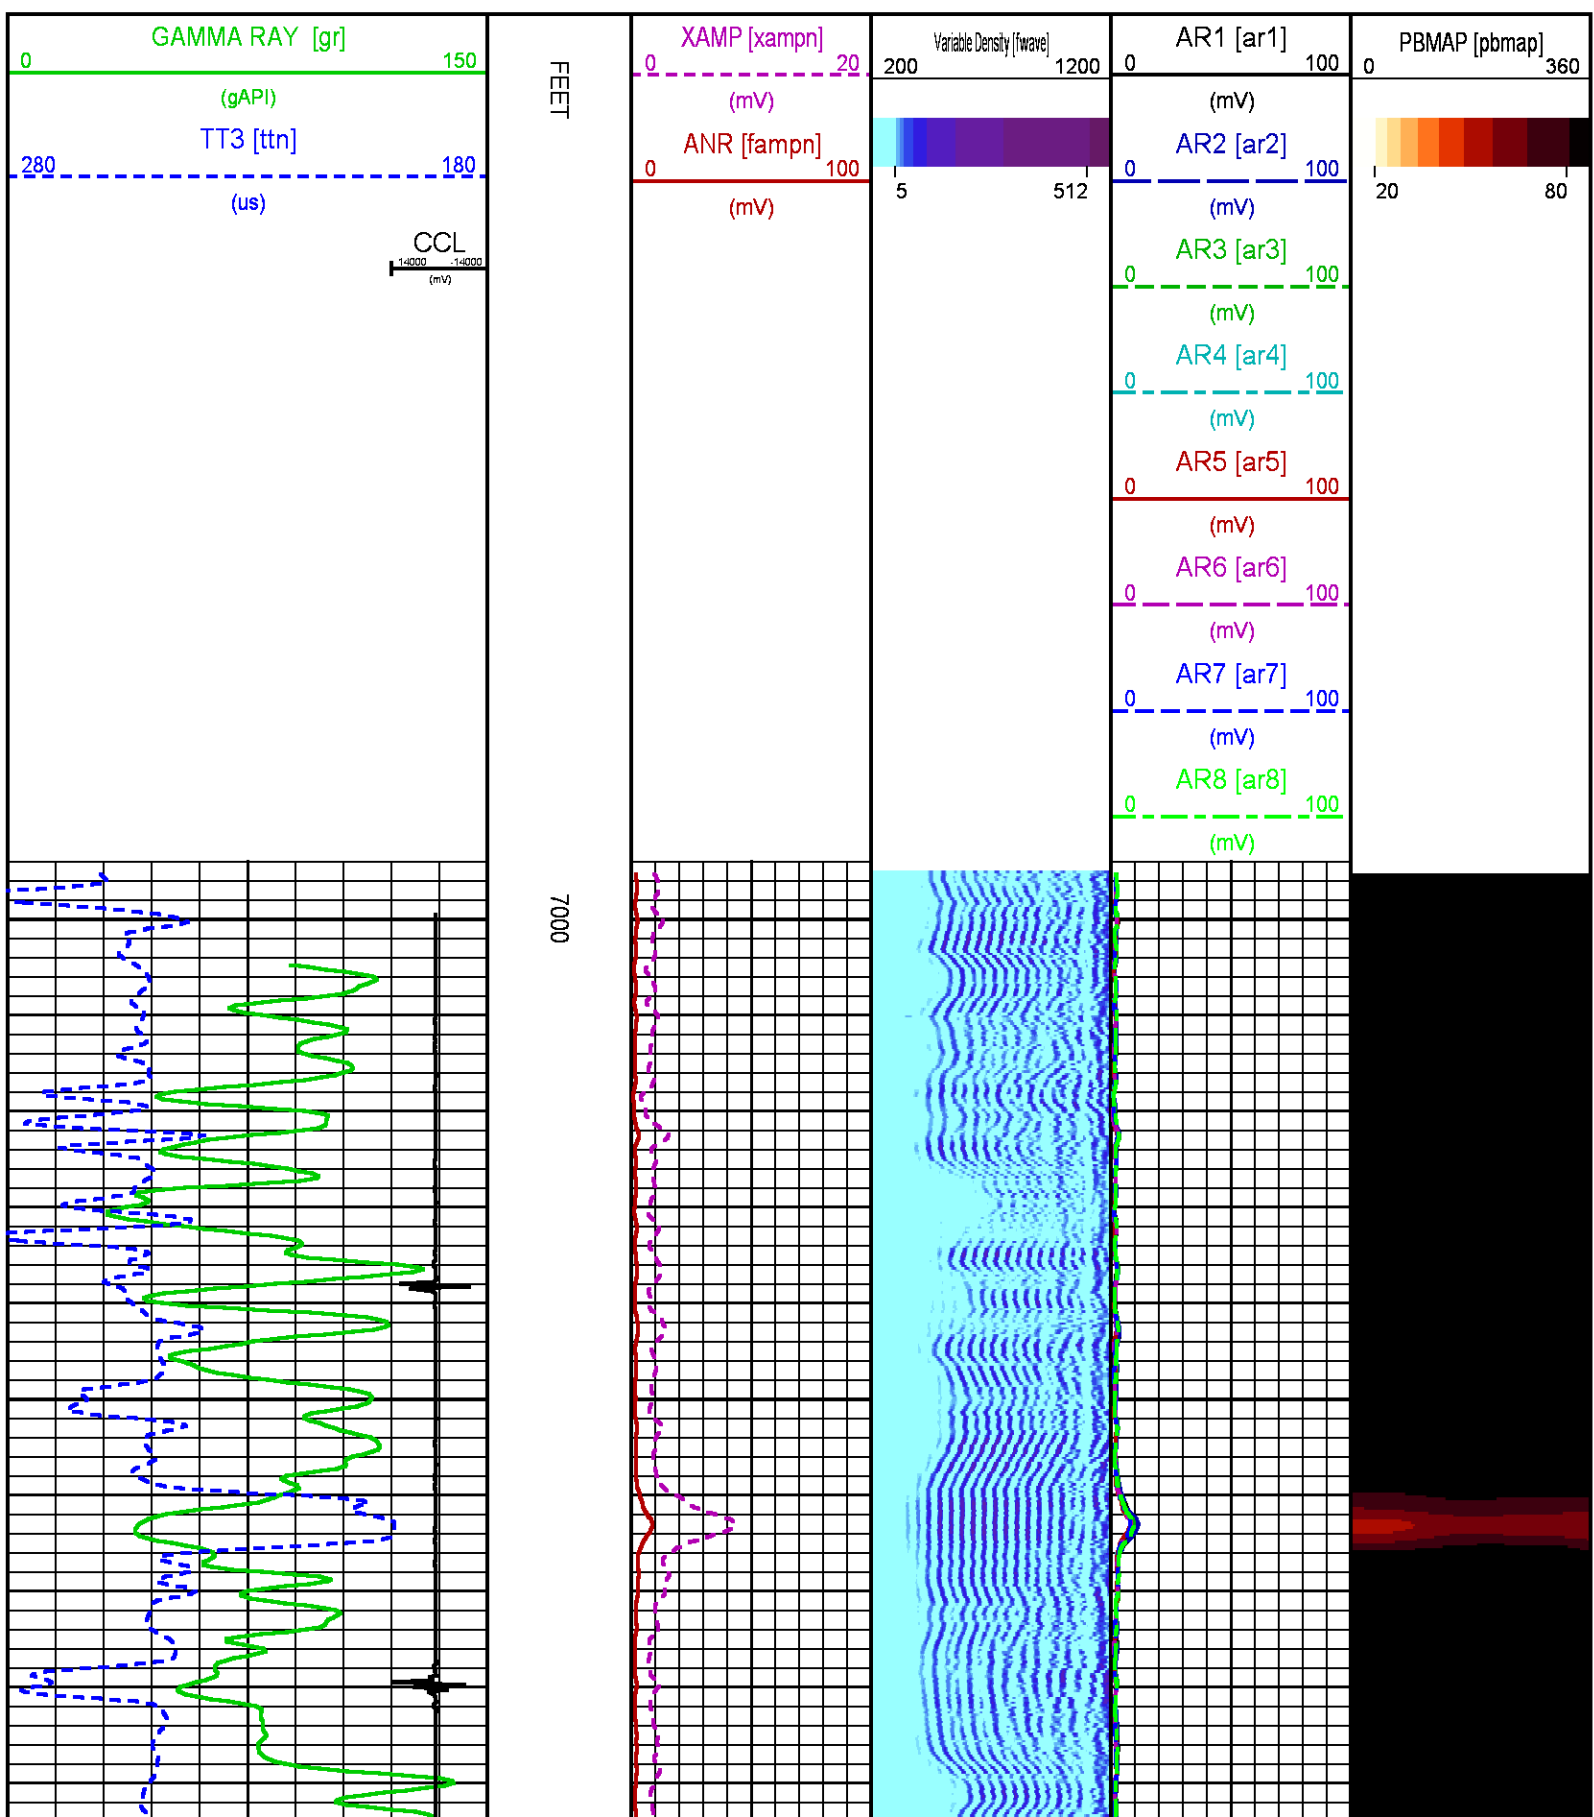 GAMMA RAY [gr]
0 150
(gAPI)
TT3 [ttn]
280 180
(us)
CCL
14000 -14000
(mV)
FEET
7000
XAMP [xampn]
0 20
(mV)
ANR [fampn]
0 100
(mV)
Variable Density [fwave]
200 1200
5 512
AR1 [ar1]
0 100
(mV)
AR2 [ar2]
0 100
(mV)
AR3 [ar3]
0 100
(mV)
AR4 [ar4]
0 100
(mV)
AR5 [ar5]
0 100
(mV)
AR6 [ar6]
0 100
(mV)
AR7 [ar7]
0 100
(mV)
AR8 [ar8]
0 100
(mV)
PBMAP [pbmap]
0 360
20 80